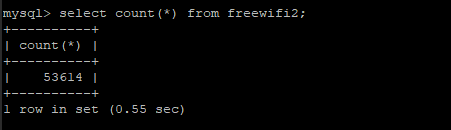 mysql> select count(*) from freewifi2;
+----------+
| count(*) |
+----------+
|    53614 |
+----------+
1 row in set (0.55 sec)